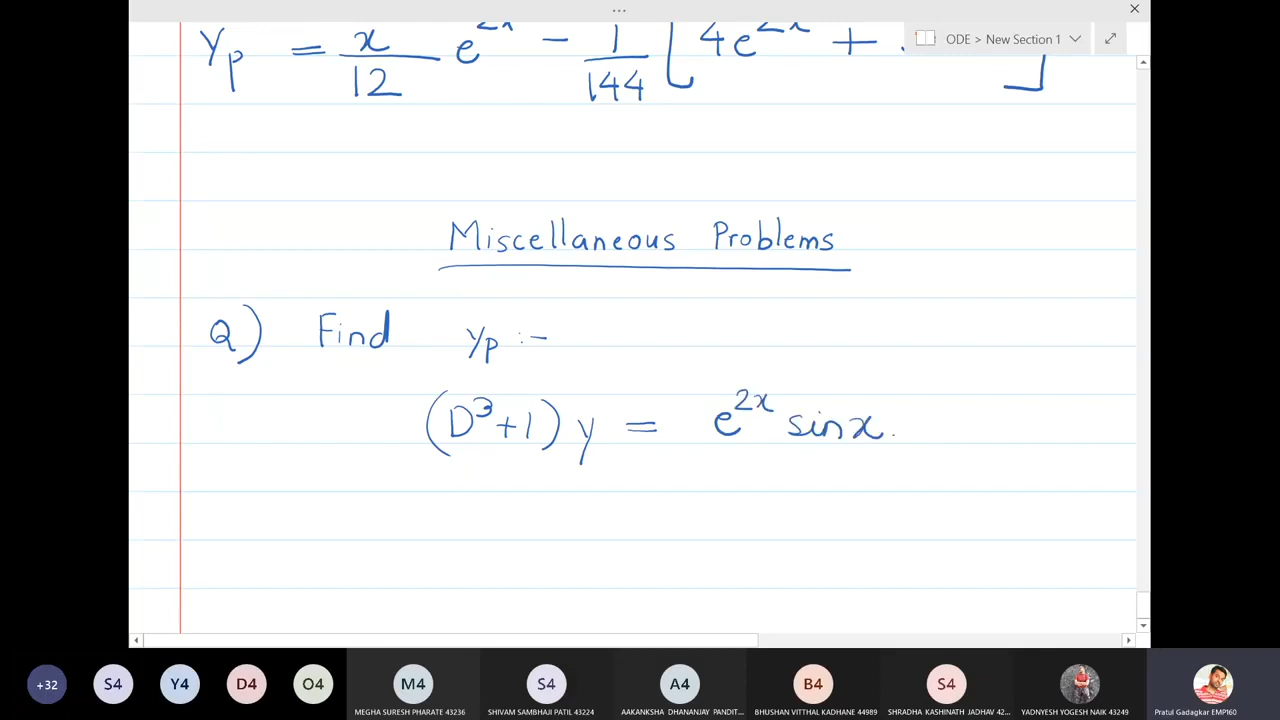 ODE > New Section 1
yp = x/12 e^2x - 1/144 [ 4e^2x +
Miscellaneous Problems
Q) Find yp :-
(D³+1) y = e^2x sinx.
+32 S4 Y4 D4 O4 M4 S4 A4 B4 S4
MEGHA SURESH PHARATE 43236
SHIVAM SAMBHAJI PATIL 43224
AAKANKSHA DHANANJAY PANDIT...
BHUSHAN VITTHAL KADHANE 44989
SHRADHA KASHINATH JADHAV 42...
YADNYESH YOGESH NAIK 43249
Pratul Gadagkar EMP160